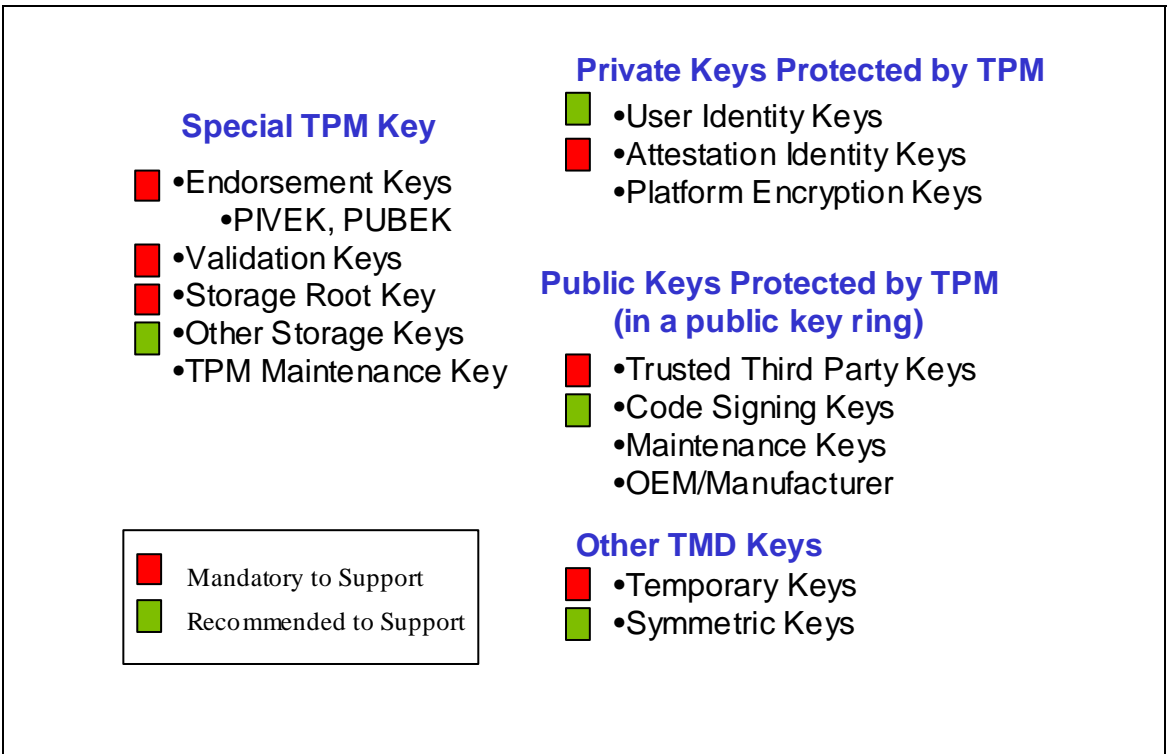 Special TPM Key
•Endorsement Keys
•PIVEK, PUBEK
•Validation Keys
•Storage Root Key
•Other Storage Keys
•TPM Maintenance Key
Private Keys Protected by TPM
•User Identity Keys
•Attestation Identity Keys
•Platform Encryption Keys
Public Keys Protected by TPM
(in a public key ring)
•Trusted Third Party Keys
•Code Signing Keys
•Maintenance Keys
•OEM/Manufacturer
Other TMD Keys
•Temporary Keys
•Symmetric Keys
Mandatory to Support
Recommended to Support